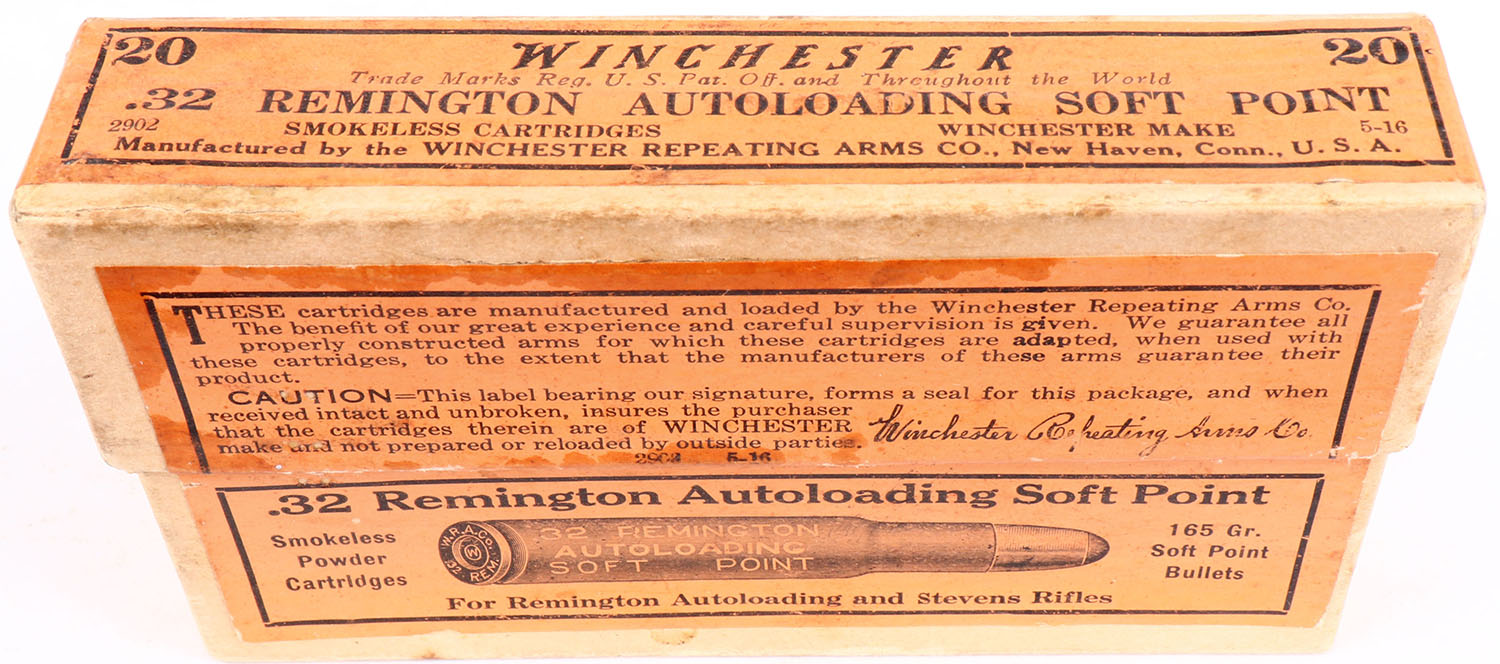 20 WINCHESTER 20
Trade Marks Reg. U. S. Pat. Off. and Throughout the World
.32 REMINGTON AUTOLOADING SOFT POINT
2902 SMOKELESS CARTRIDGES WINCHESTER MAKE 5-16
Manufactured by the WINCHESTER REPEATING ARMS CO., New Haven, Conn., U. S. A.
THESE cartridges are manufactured and loaded by the Winchester Repeating Arms Co.
The benefit of our great experience and careful supervision is given. We guarantee all
properly constructed arms for which these cartridges are adapted, when used with
these cartridges, to the extent that the manufacturers of these arms guarantee their
product.
CAUTION=This label bearing our signature, forms a seal for this package, and when
received intact and unbroken, insures the purchaser
that the cartridges therein are of WINCHESTER
make and not prepared or reloaded by outside parties.
Winchester Repeating Arms Co.
2902 5-16
.32 Remington Autoloading Soft Point
Smokeless
Powder
Cartridges
W.R.A.Co.
W
.32 REM.
32 REMINGTON
AUTOLOADING
SOFT POINT
165 Gr.
Soft Point
Bullets
For Remington Autoloading and Stevens Rifles